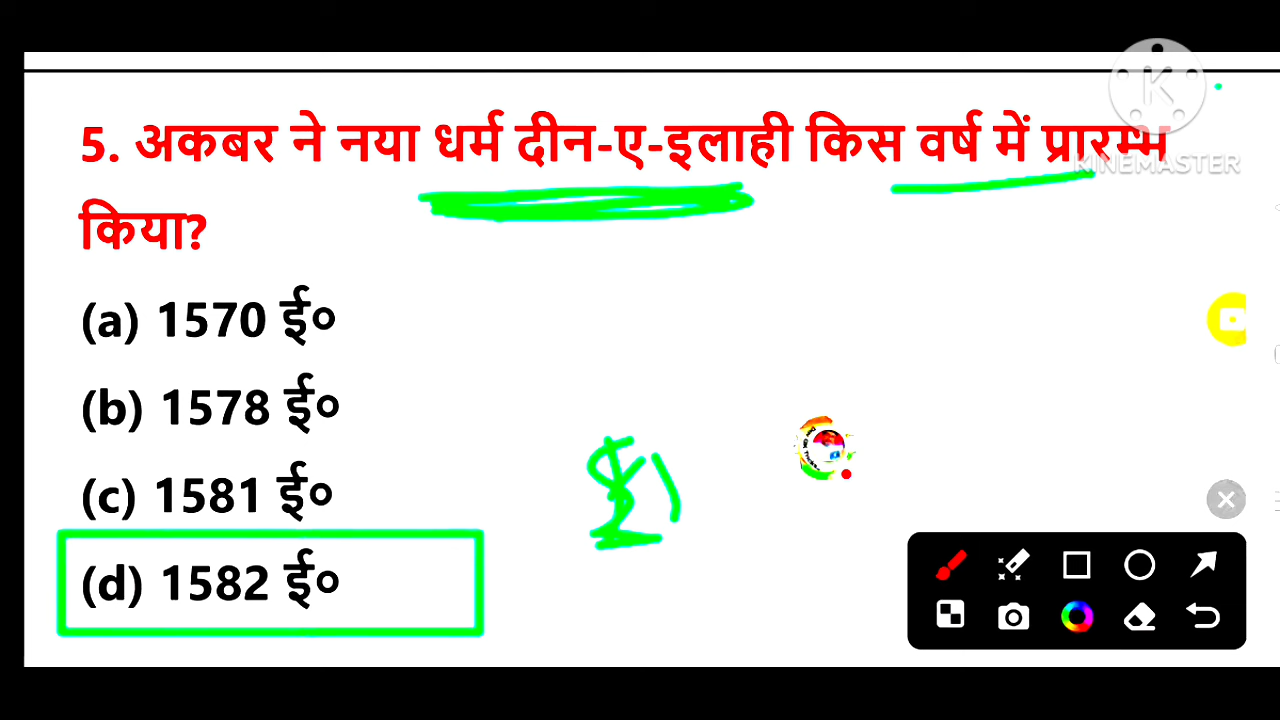 5. अकबर ने नया धर्म दीन-ए-इलाही किस वर्ष में प्रारम्भ
KINEMASTER
किया?
(a) 1570 ई०
(b) 1578 ई०
(c) 1581 ई०
(d) 1582 ई०